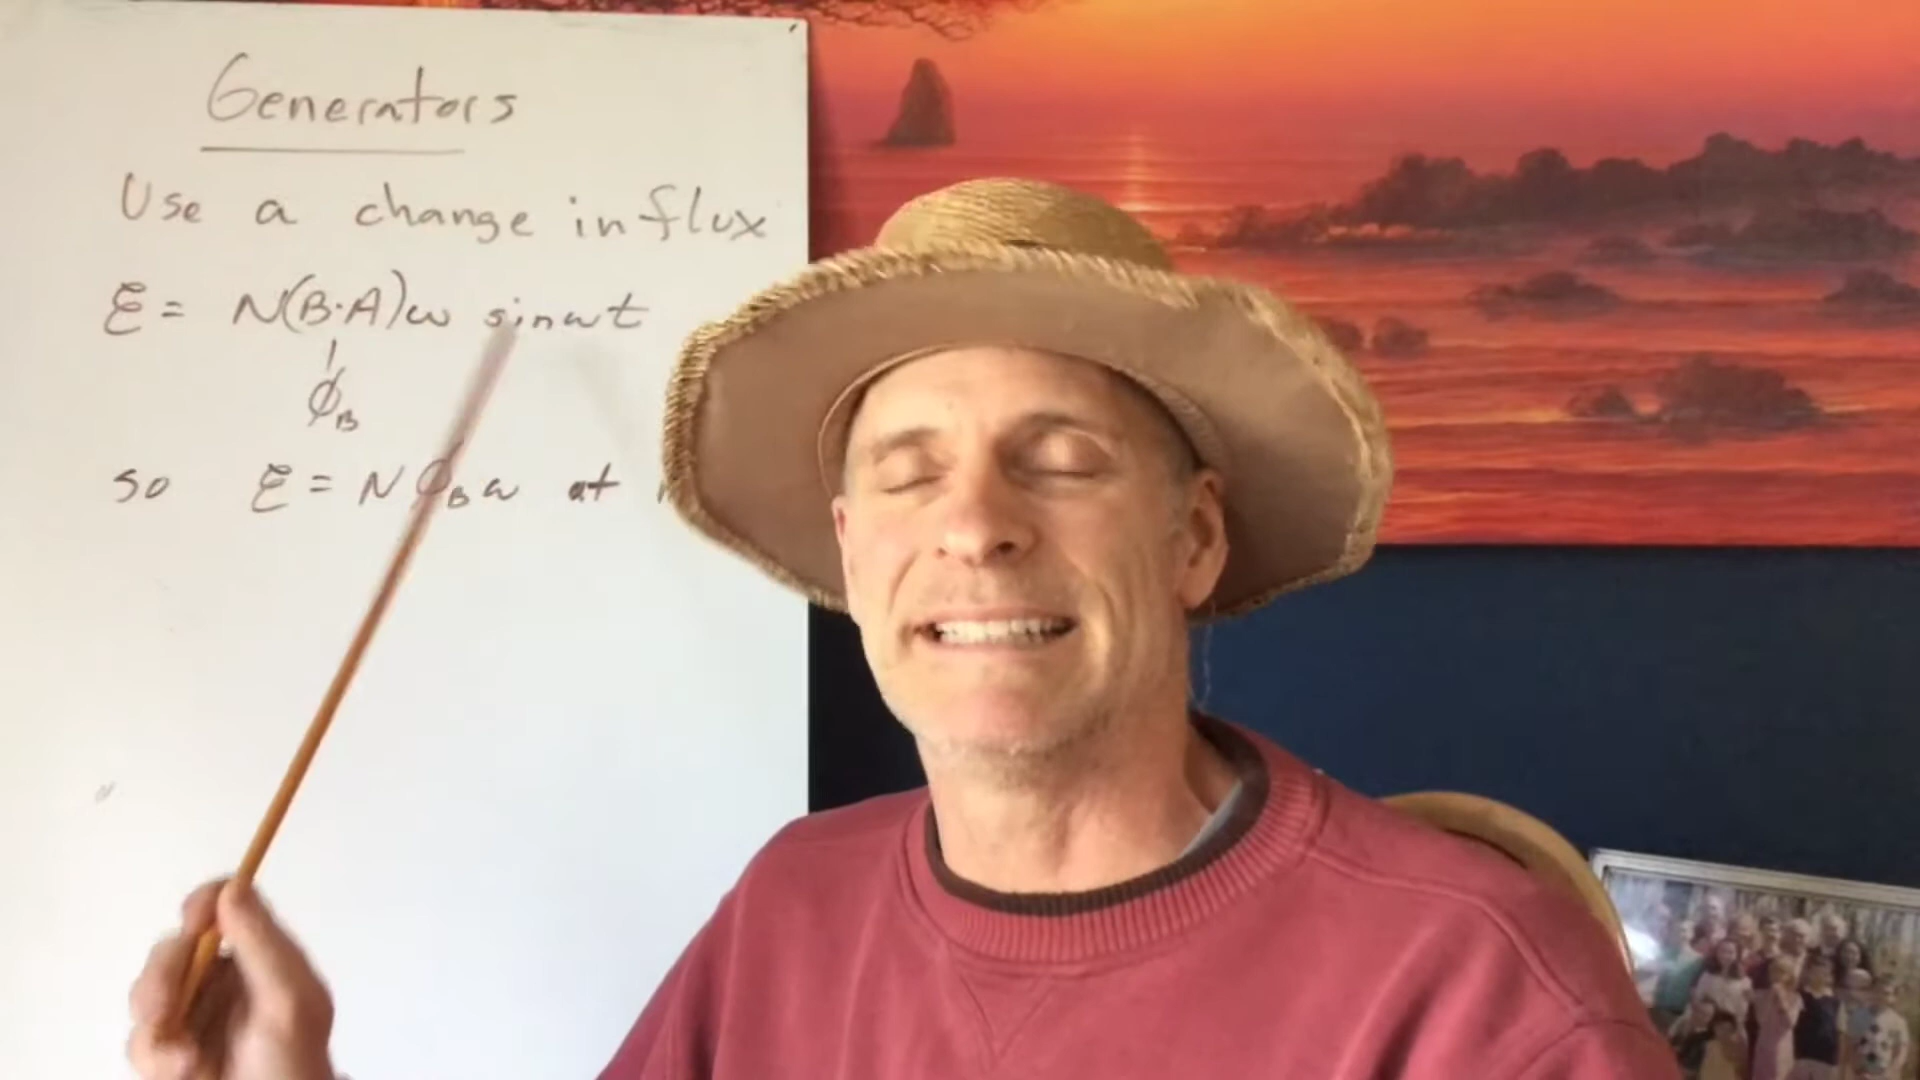 Generators
Use a change in flux
ℰ = N(B·A)ω sinωt
ϕB
so ℰ = NϕBω at